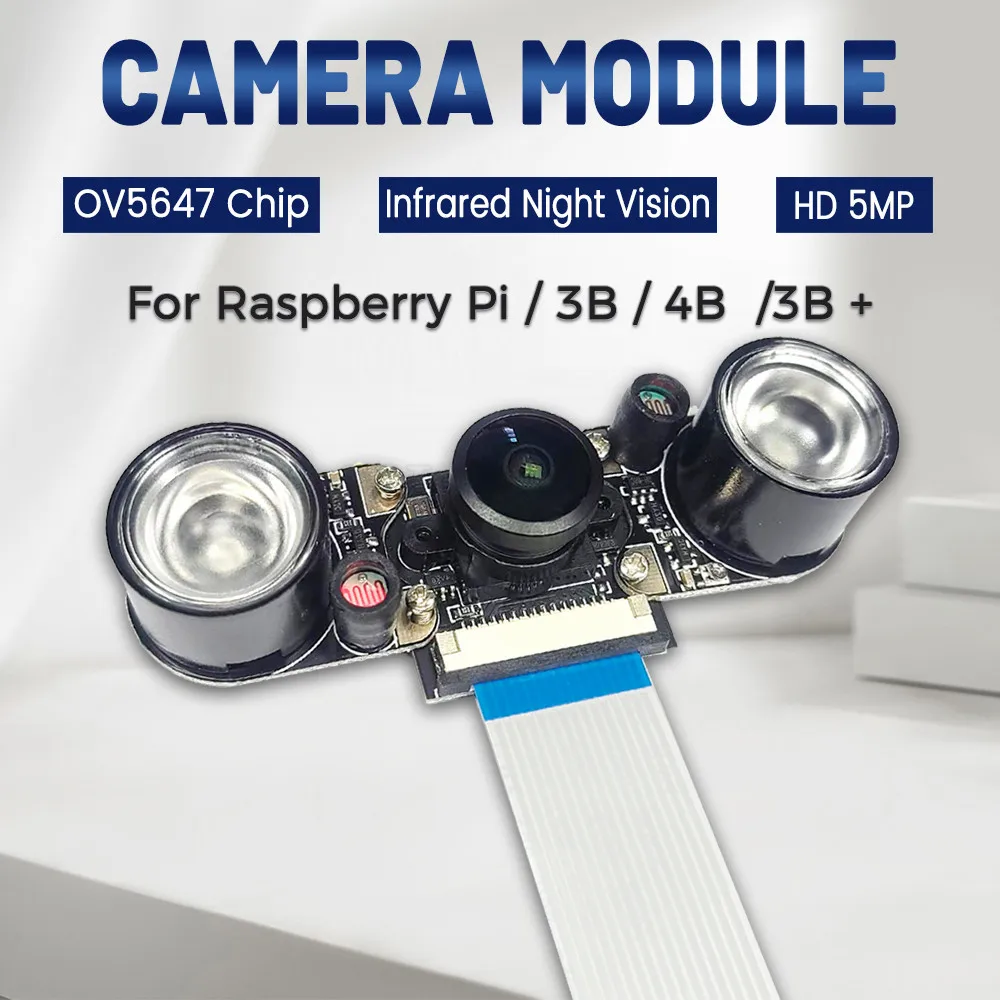 CAMERA MODULE
OV5647 Chip Infrared Night Vision HD 5MP
For Raspberry Pi / 3B / 4B /3B +